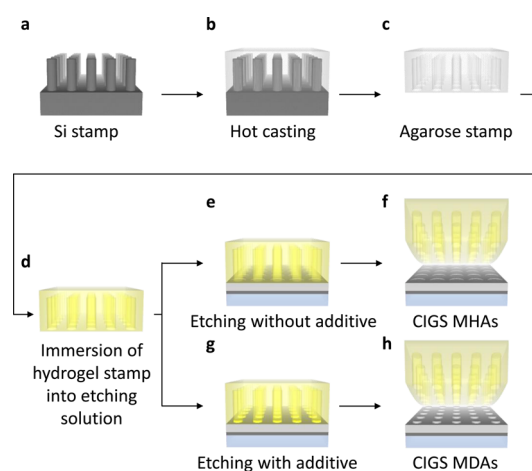 a
b
c
Si stamp
Hot casting
Agarose stamp
d
e
f
Immersion of
hydrogel stamp
into etching
solution
Etching without additive
CIGS MHAs
g
h
Etching with additive
CIGS MDAs